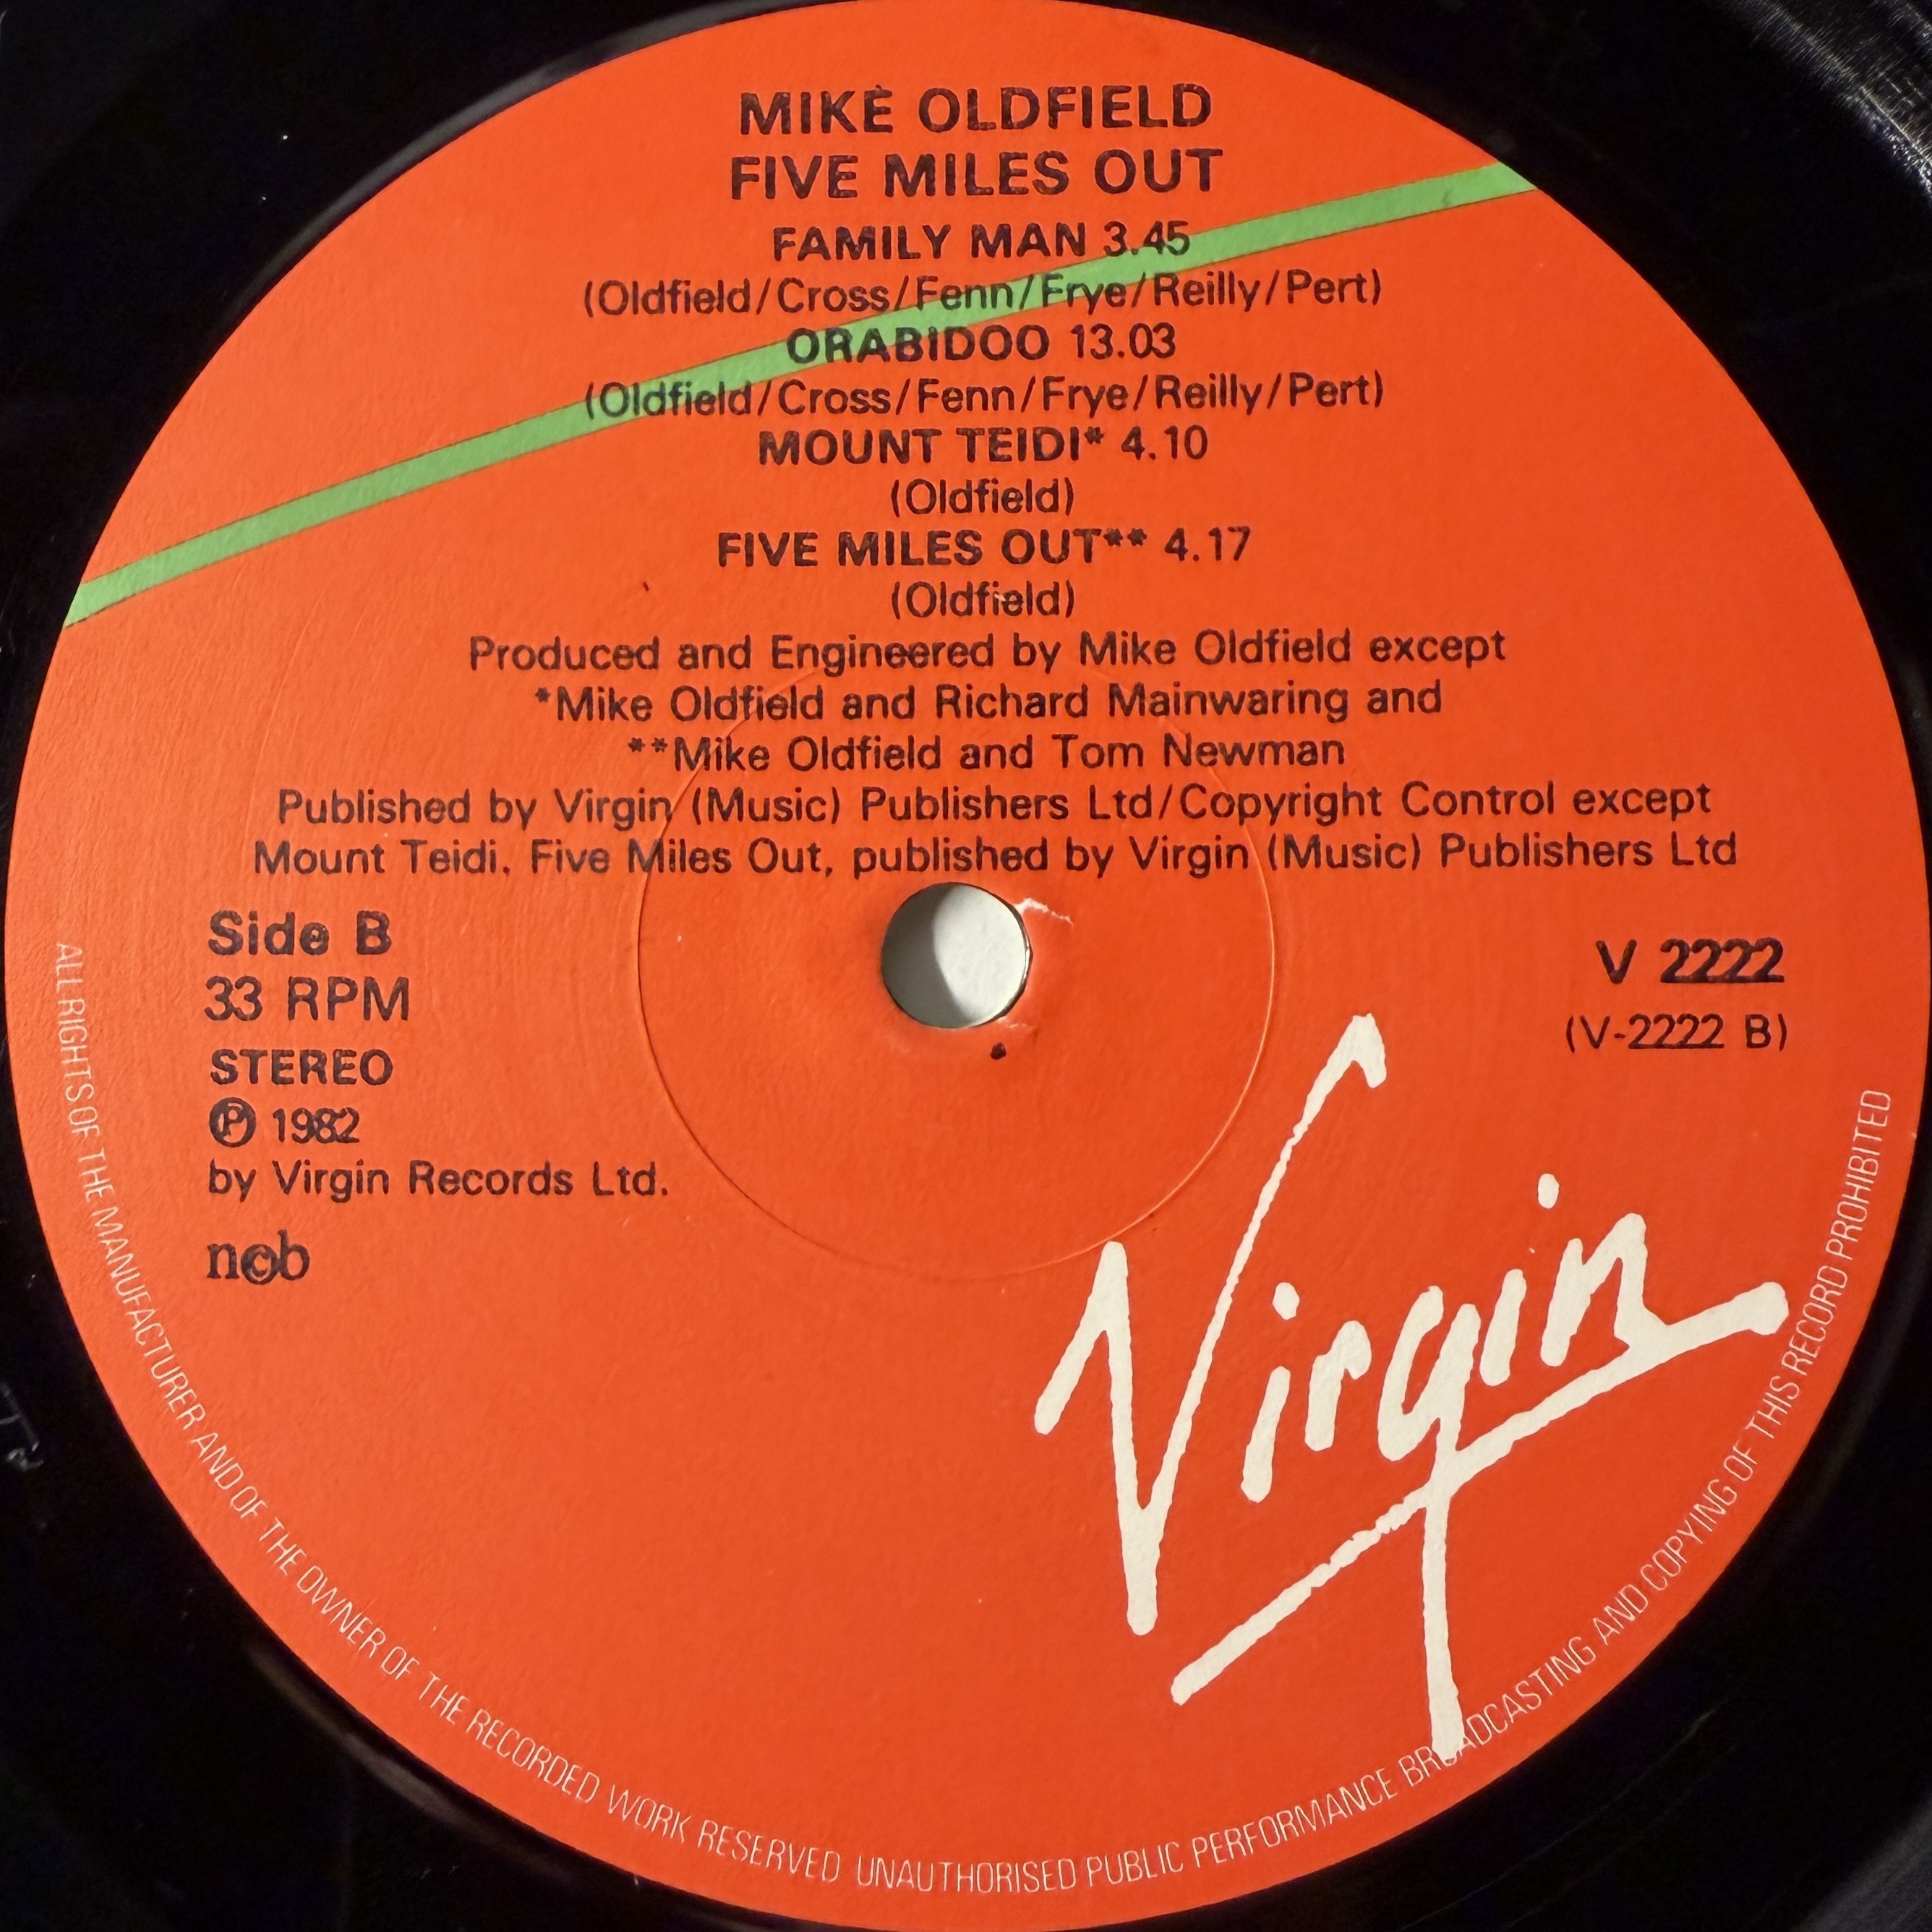 MIKE OLDFIELD
FIVE MILES OUT
FAMILY MAN 3.45
(Oldfield/Cross/Fenn/Frye/Reilly/Pert)
ORABIDOO 13.03
(Oldfield/Cross/Fenn/Frye/Reilly/Pert)
MOUNT TEIDI* 4.10
(Oldfield)
FIVE MILES OUT** 4.17
(Oldfield)
Produced and Engineered by Mike Oldfield except
*Mike Oldfield and Richard Mainwaring and
**Mike Oldfield and Tom Newman
Published by Virgin (Music) Publishers Ltd/Copyright Control except
Mount Teidi. Five Miles Out, published by Virgin (Music) Publishers Ltd
Side B
33 RPM
STEREO
℗ 1982
by Virgin Records Ltd.
ncb
V 2222
(V-2222 B)
Virgin
ALL RIGHTS OF THE MANUFACTURER AND OF THE OWNER OF THE RECORDED WORK RESERVED UNAUTHORISED PUBLIC PERFORMANCE BROADCASTING AND COPYING OF THIS RECORD PROHIBITED